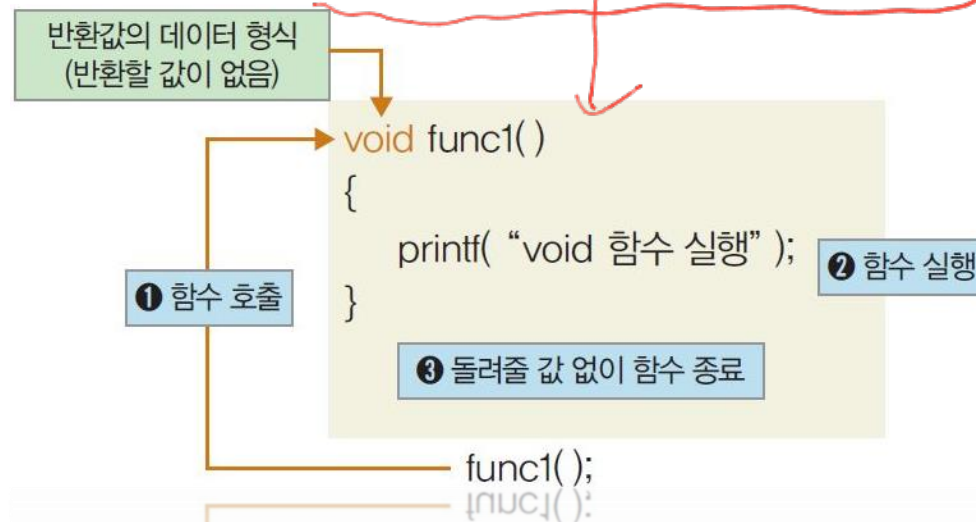 반환값의 데이터 형식
(반환할 값이 없음)
void func1( )
{
printf( “void 함수 실행” );
❷ 함수 실행
❶ 함수 호출
}
❸ 돌려줄 값 없이 함수 종료
func1( );